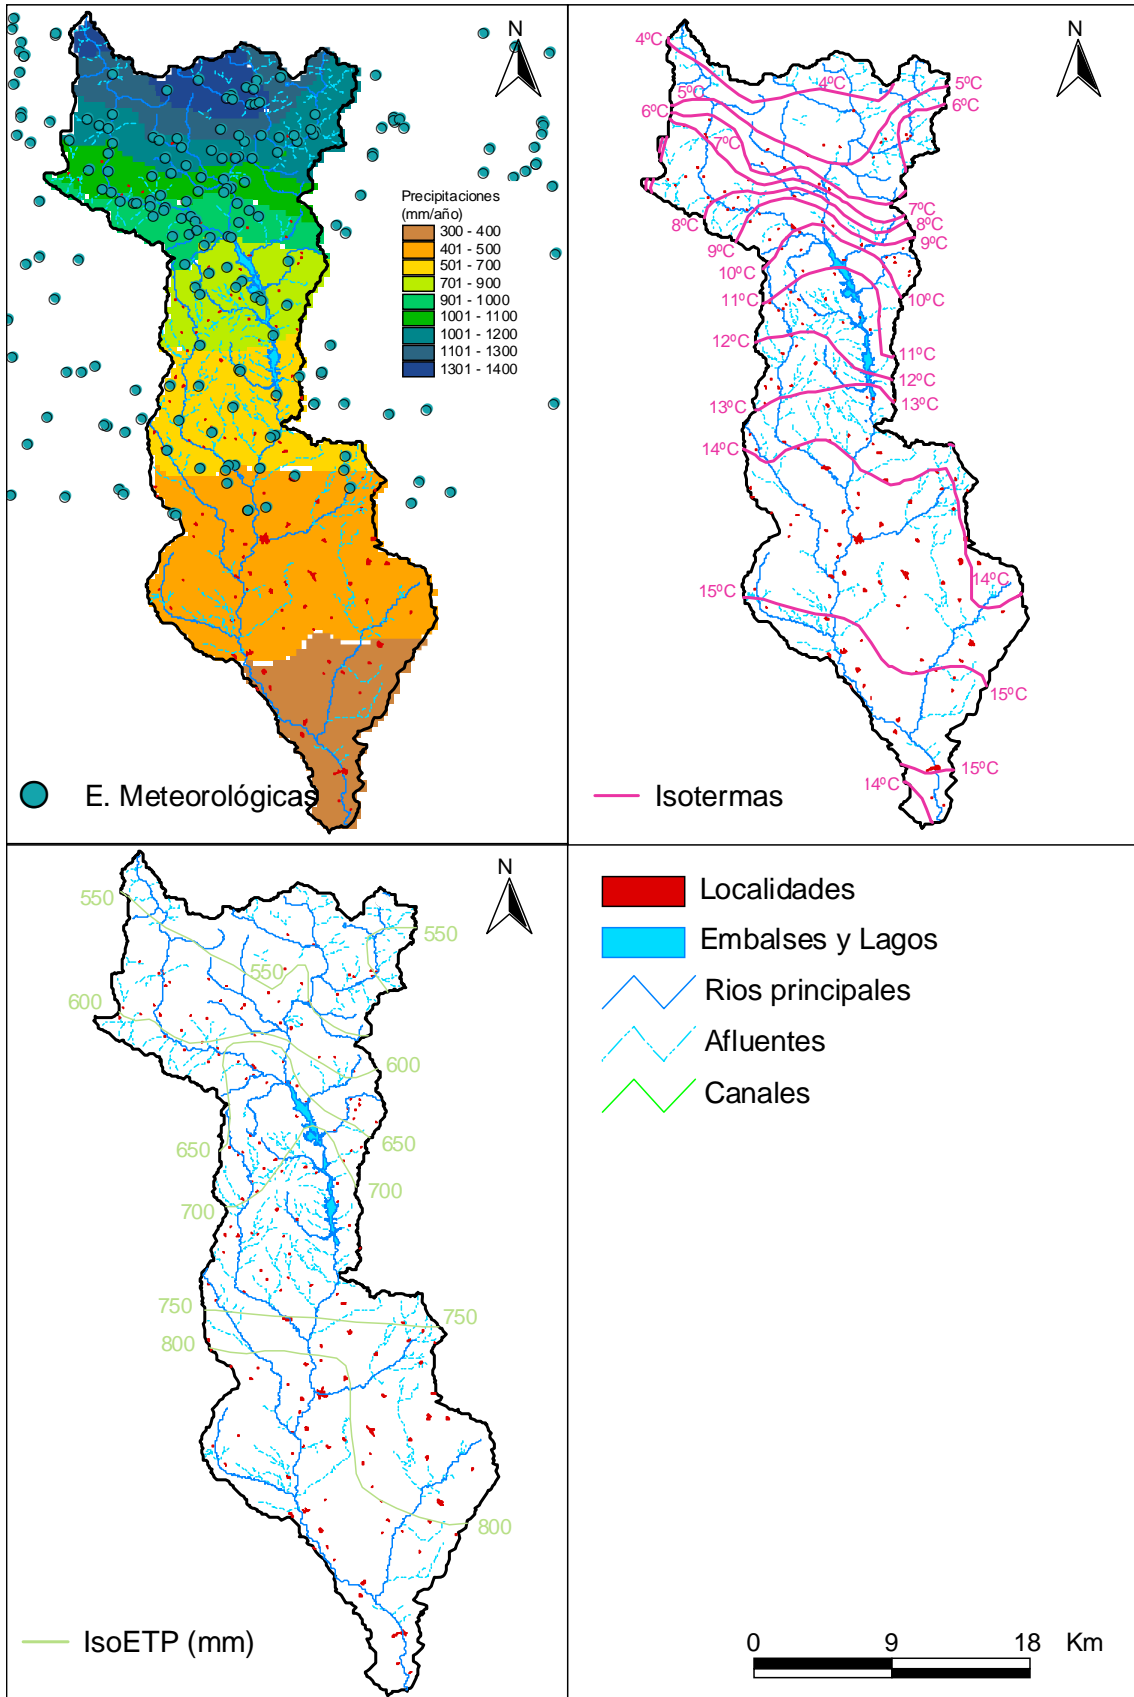 N
Precipitaciones
(mm/año)
300 - 400
401 - 500
501 - 700
701 - 900
901 - 1000
1001 - 1100
1001 - 1200
1101 - 1300
1301 - 1400
E. Meteorológicas
N
4ºC
4ºC
5ºC
5ºC
6ºC
6ºC
7ºC
7ºC
8ºC
8ºC
9ºC
9ºC
10ºC
10ºC
11ºC
11ºC
12ºC
12ºC
13ºC
13ºC
14ºC
14ºC
15ºC
15ºC
15ºC
14ºC
Isotermas
N
550
550
550
600
600
650
650
700
700
750
750
800
800
IsoETP (mm)
Localidades
Embalses y Lagos
Rios principales
Afluentes
Canales
0 9 18 Km